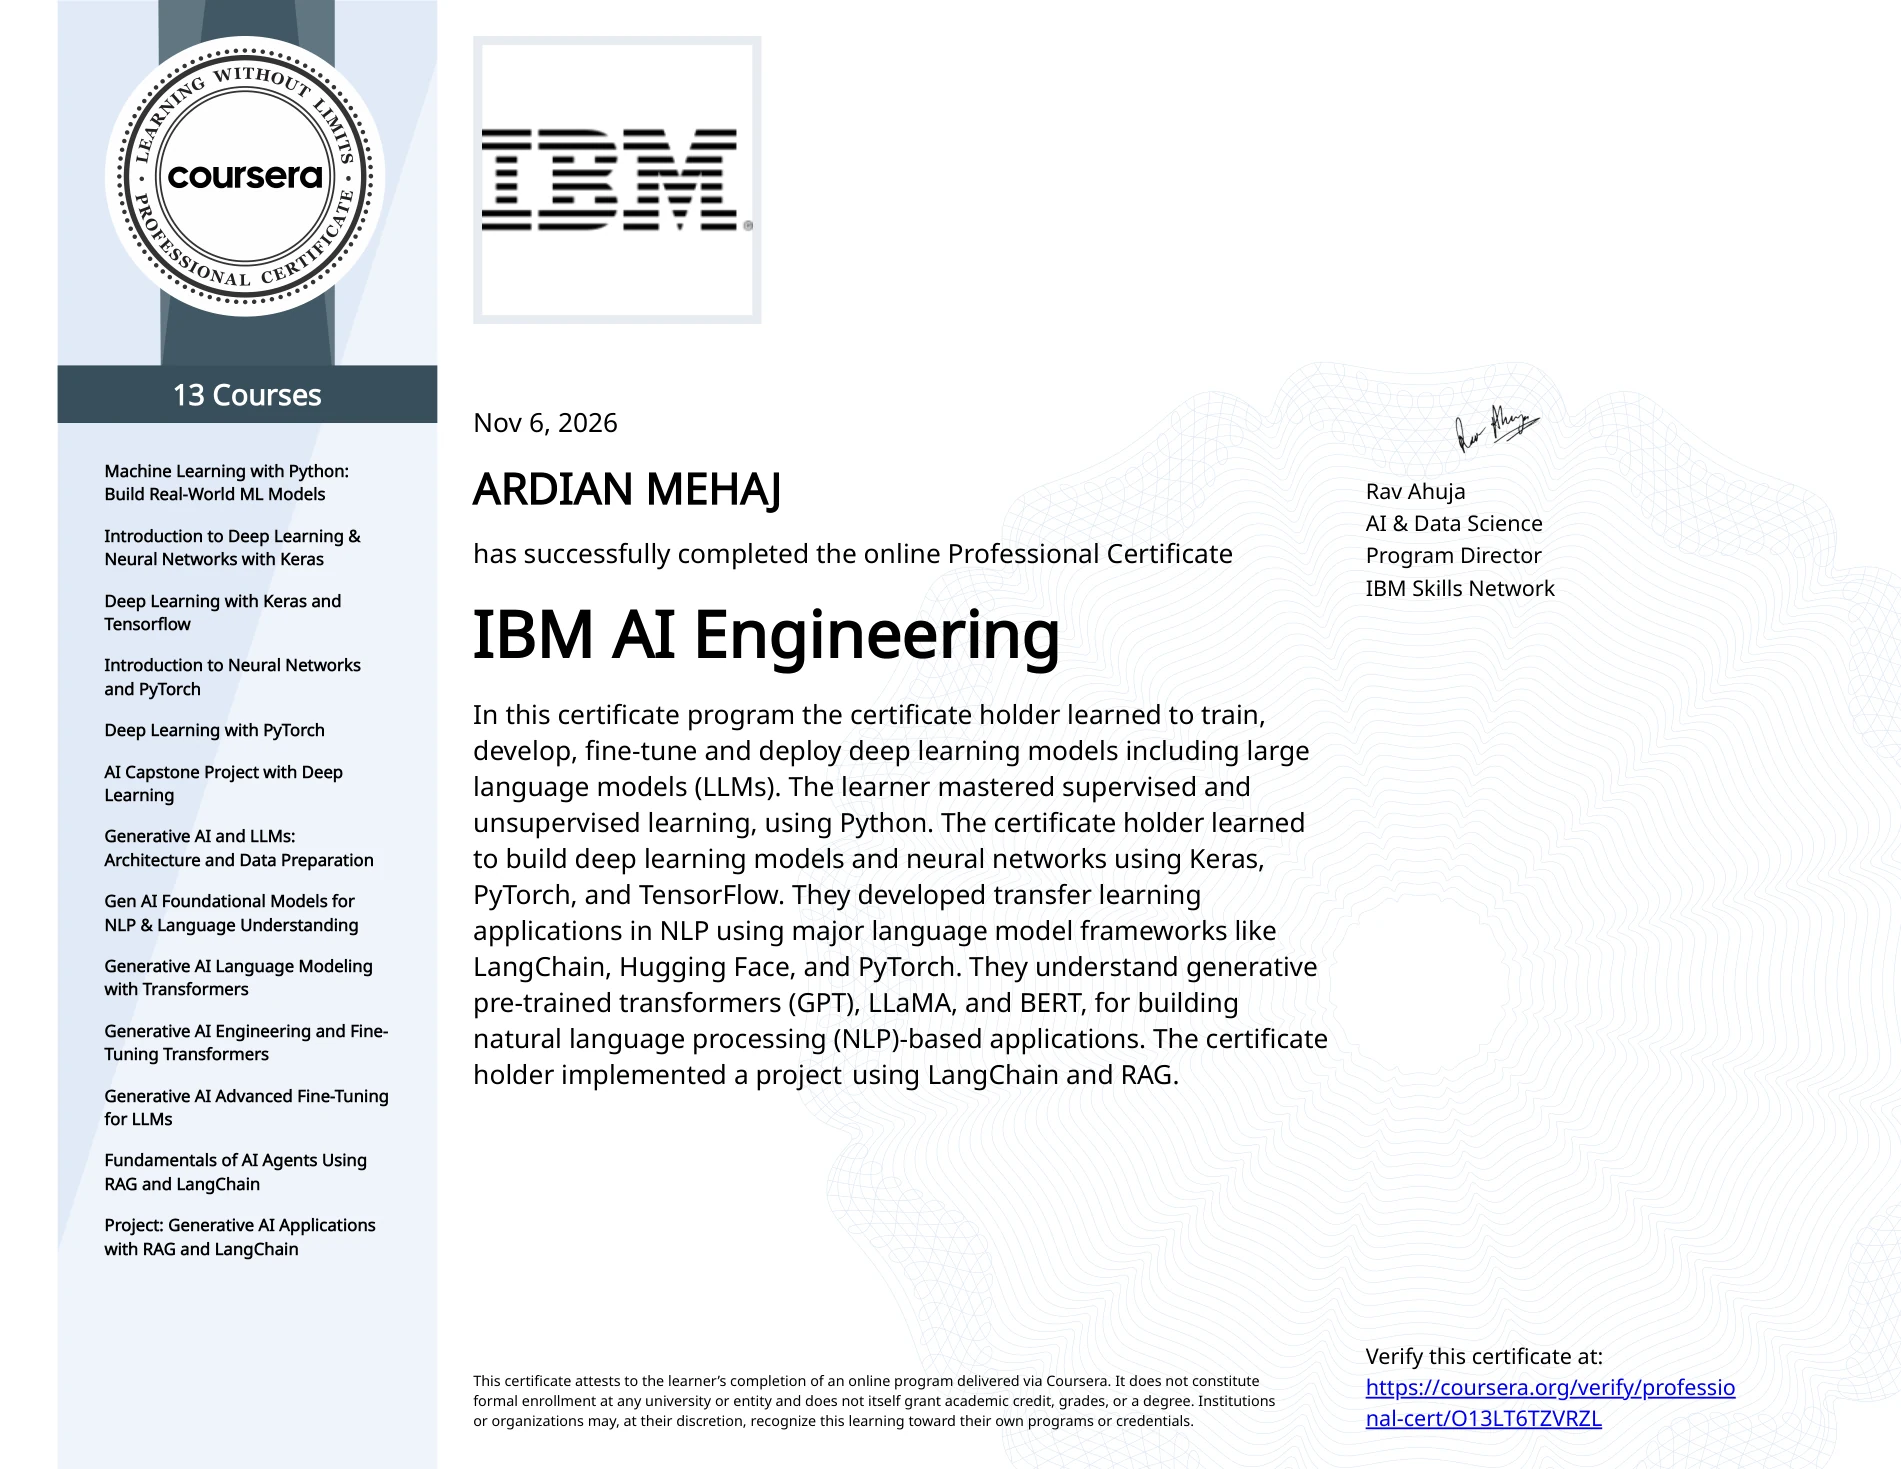 LEARNING WITHOUT LIMITS
coursera
PROFESSIONAL CERTIFICATE
13 Courses
Machine Learning with Python:
Build Real-World ML Models
Introduction to Deep Learning &
Neural Networks with Keras
Deep Learning with Keras and
Tensorflow
Introduction to Neural Networks
and PyTorch
Deep Learning with PyTorch
AI Capstone Project with Deep
Learning
Generative AI and LLMs:
Architecture and Data Preparation
Gen AI Foundational Models for
NLP & Language Understanding
Generative AI Language Modeling
with Transformers
Generative AI Engineering and Fine-
Tuning Transformers
Generative AI Advanced Fine-Tuning
for LLMs
Fundamentals of AI Agents Using
RAG and LangChain
Project: Generative AI Applications
with RAG and LangChain
IBM®
Nov 6, 2026
ARDIAN MEHAJ
has successfully completed the online Professional Certificate
IBM AI Engineering
In this certificate program the certificate holder learned to train,
develop, fine-tune and deploy deep learning models including large
language models (LLMs). The learner mastered supervised and
unsupervised learning, using Python. The certificate holder learned
to build deep learning models and neural networks using Keras,
PyTorch, and TensorFlow. They developed transfer learning
applications in NLP using major language model frameworks like
LangChain, Hugging Face, and PyTorch. They understand generative
pre-trained transformers (GPT), LLaMA, and BERT, for building
natural language processing (NLP)-based applications. The certificate
holder implemented a project using LangChain and RAG.
Rav Ahuja
Rav Ahuja
AI & Data Science
Program Director
IBM Skills Network
This certificate attests to the learner’s completion of an online program delivered via Coursera. It does not constitute
formal enrollment at any university or entity and does not itself grant academic credit, grades, or a degree. Institutions
or organizations may, at their discretion, recognize this learning toward their own programs or credentials.
Verify this certificate at:
https://coursera.org/verify/professio
nal-cert/O13LT6TZVRZL